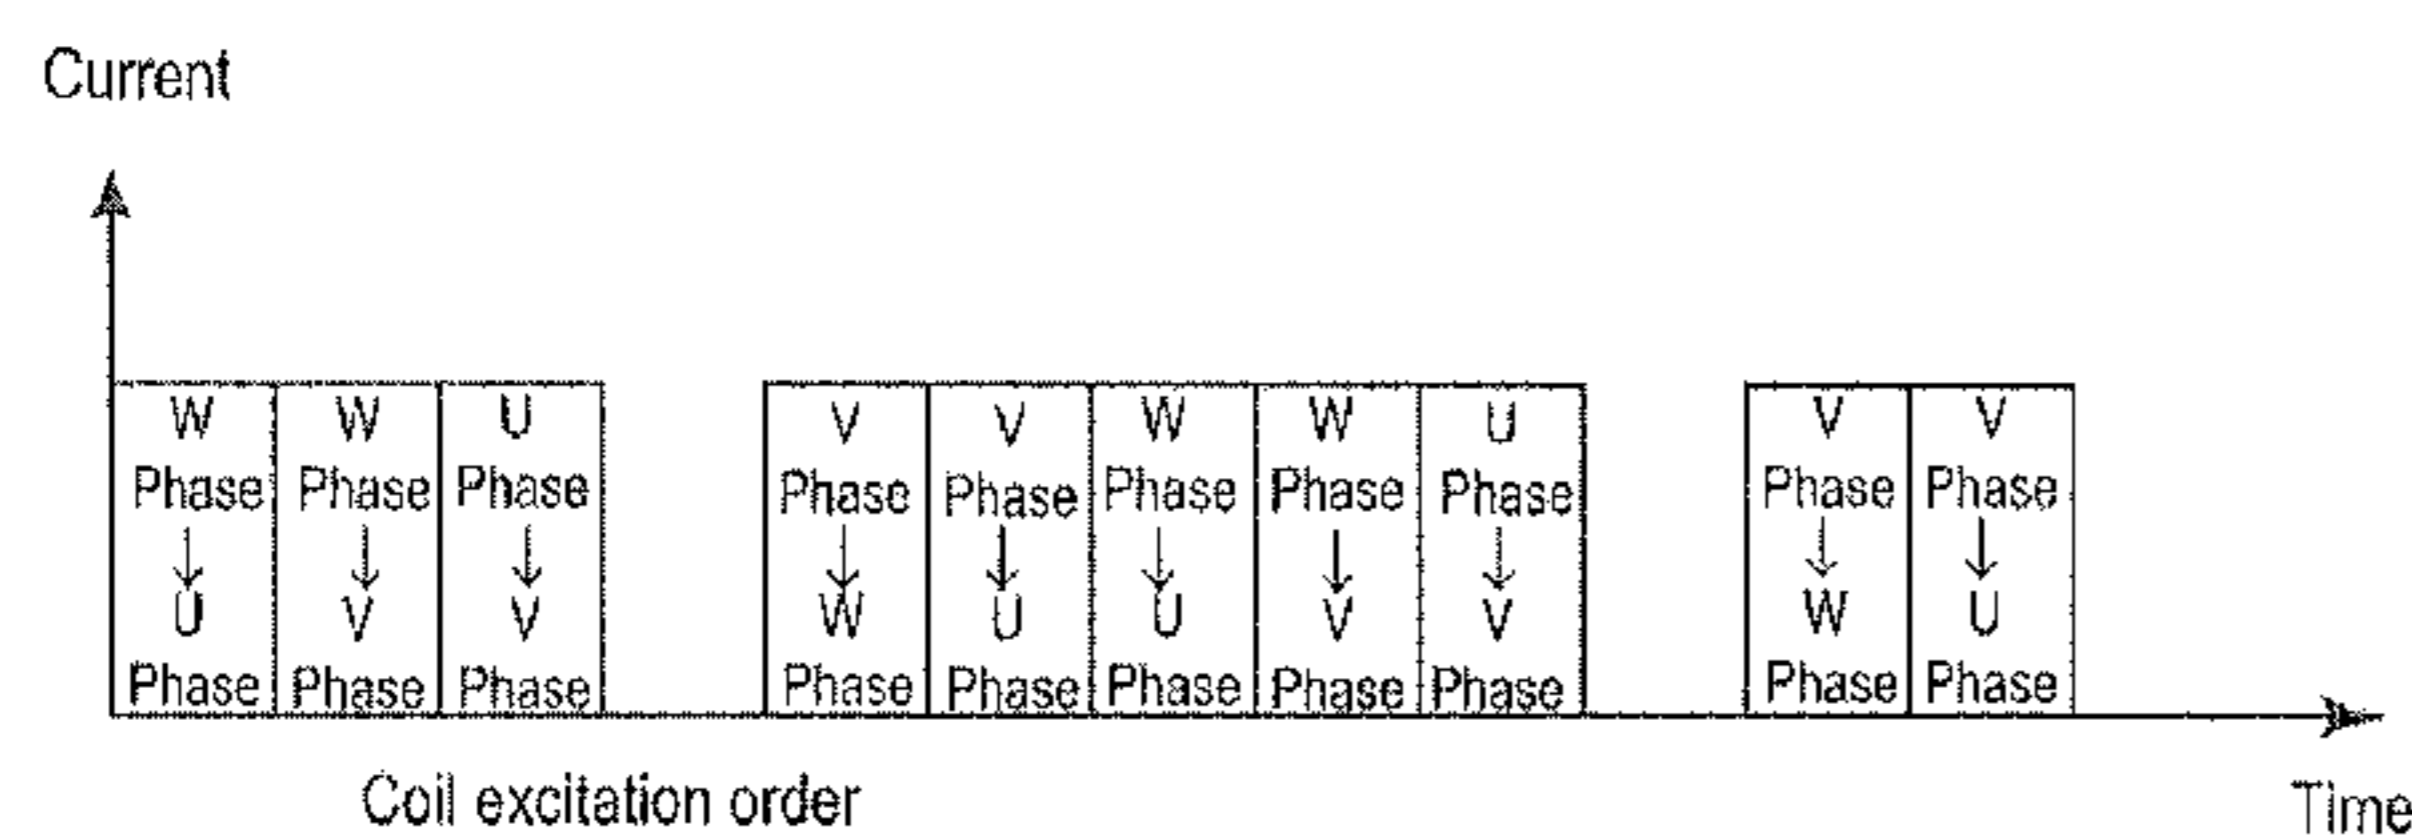 Current
W W U V V W W U V V
Phase Phase Phase Phase Phase Phase Phase Phase Phase Phase
U V V W U U V V W U
Phase Phase Phase Phase Phase Phase Phase Phase Phase Phase
Coil excitation order
Time